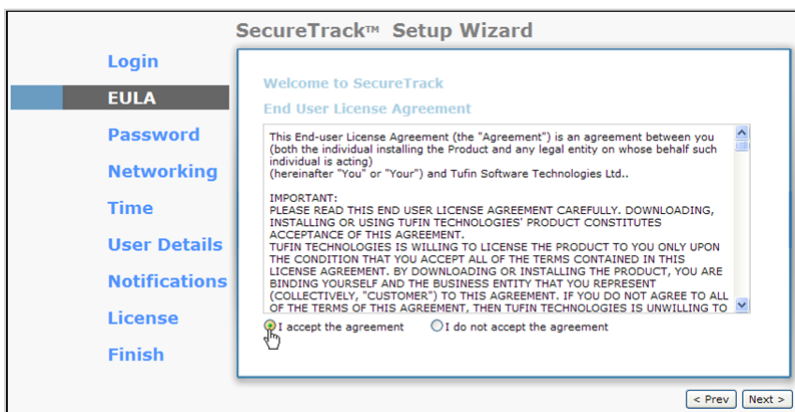 SecureTrack™ Setup Wizard
Login
EULA
Password
Networking
Time
User Details
Notifications
License
Finish
Welcome to SecureTrack
End User License Agreement
This End-user License Agreement (the "Agreement") is an agreement between you
(both the individual installing the Product and any legal entity on whose behalf such
individual is acting)
(hereinafter "You" or "Your") and Tufin Software Technologies Ltd..
IMPORTANT:
PLEASE READ THIS END USER LICENSE AGREEMENT CAREFULLY. DOWNLOADING,
INSTALLING OR USING TUFIN TECHNOLOGIES' PRODUCT CONSTITUTES
ACCEPTANCE OF THIS AGREEMENT.
TUFIN TECHNOLOGIES IS WILLING TO LICENSE THE PRODUCT TO YOU ONLY UPON
THE CONDITION THAT YOU ACCEPT ALL OF THE TERMS CONTAINED IN THIS
LICENSE AGREEMENT. BY DOWNLOADING OR INSTALLING THE PRODUCT, YOU ARE
BINDING YOURSELF AND THE BUSINESS ENTITY THAT YOU REPRESENT
(COLLECTIVELY, "CUSTOMER") TO THIS AGREEMENT. IF YOU DO NOT AGREE TO ALL
OF THE TERMS OF THIS AGREEMENT, THEN TUFIN TECHNOLOGIES IS UNWILLING TO
I accept the agreement I do not accept the agreement
< Prev Next >